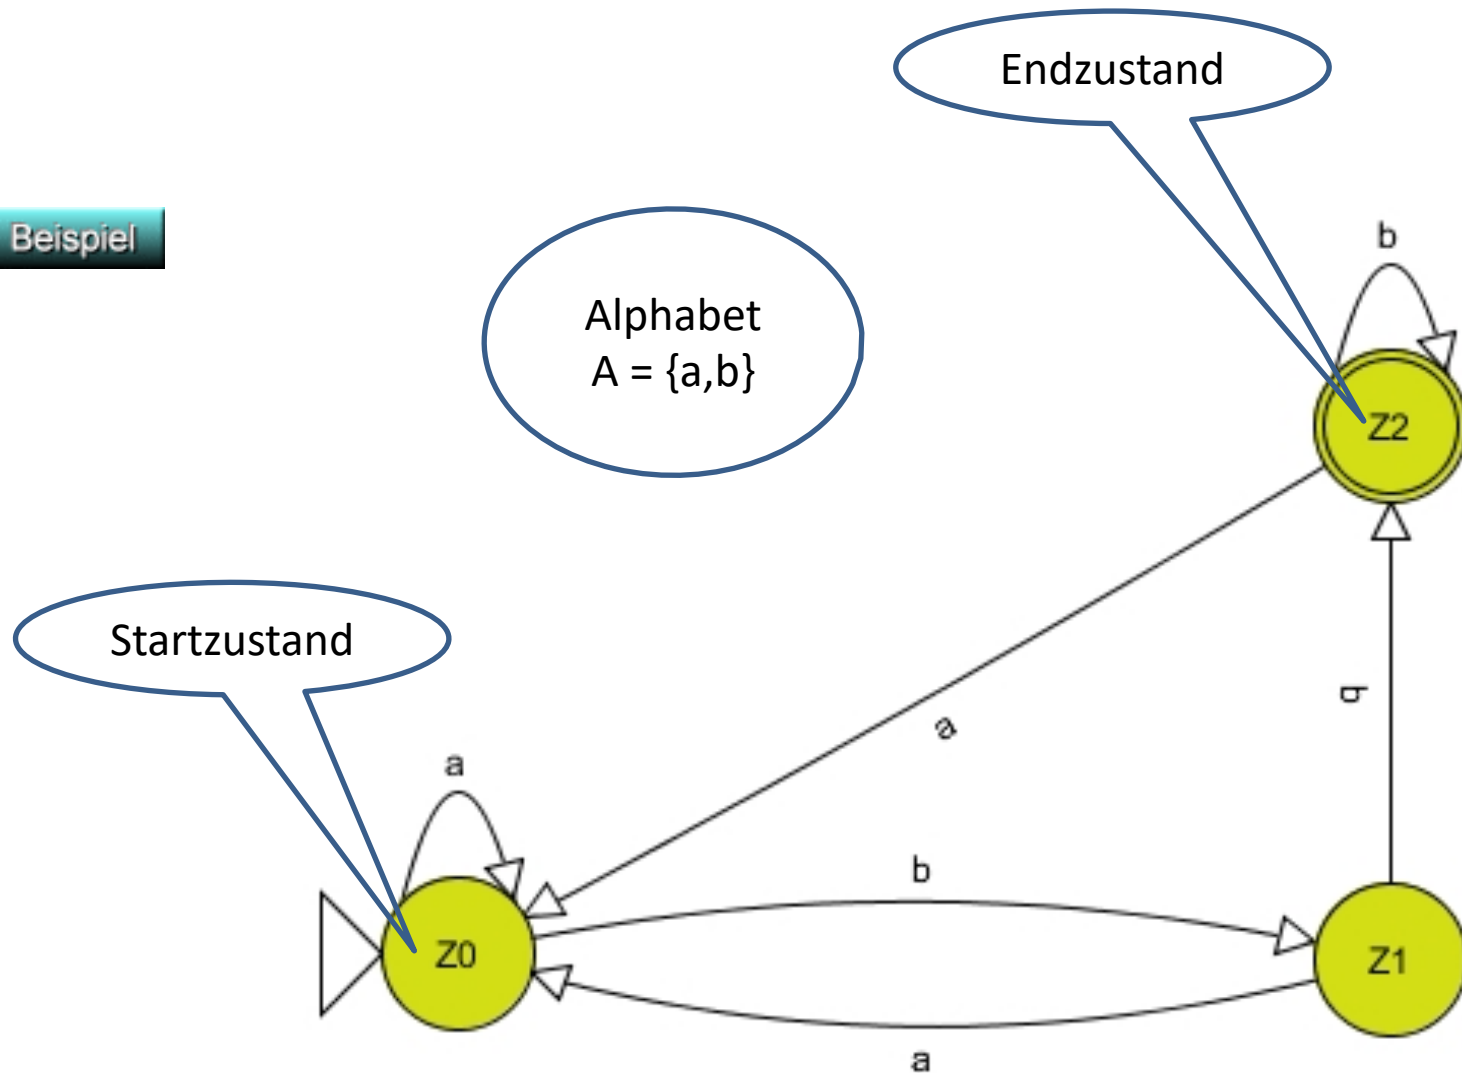 Endzustand
Beispiel
b
Alphabet
A = {a,b}
Z2
Startzustand
b
a
a
b
Z0
Z1
a